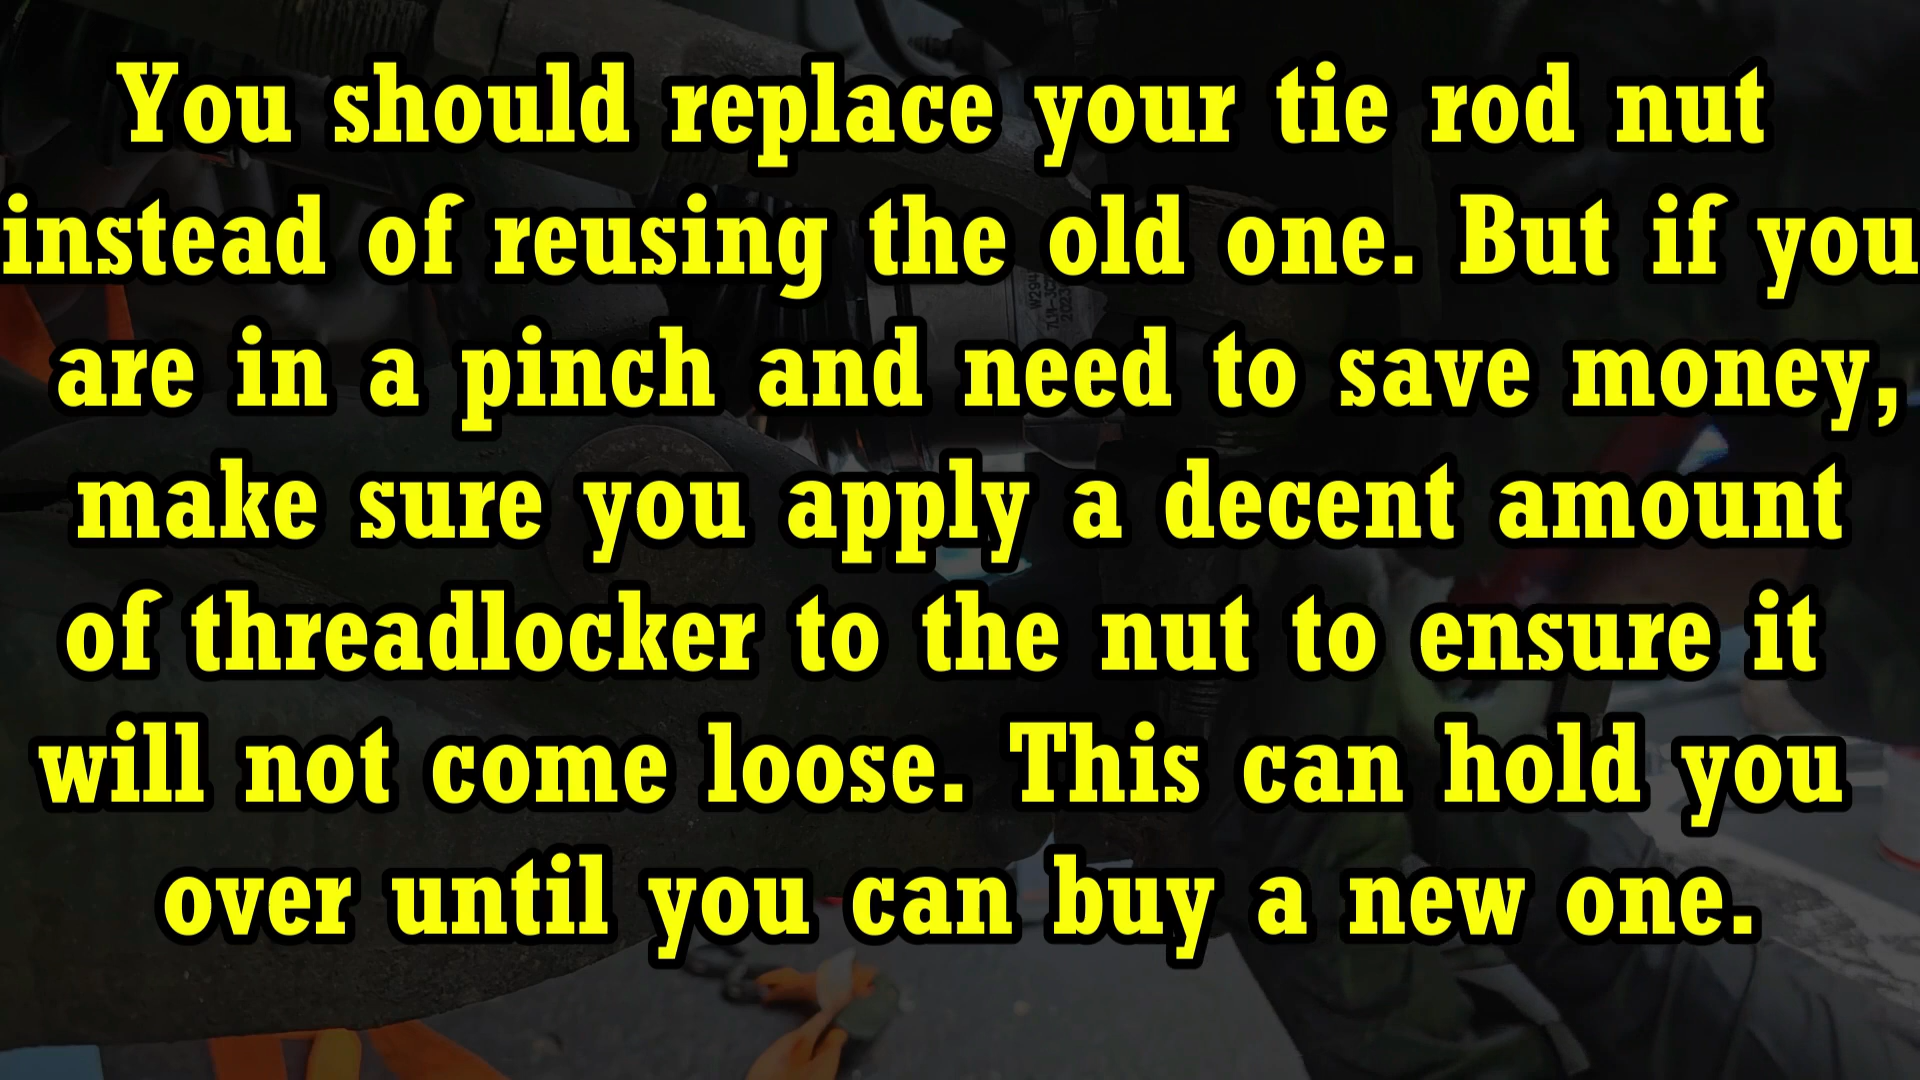 You should replace your tie rod nut
instead of reusing the old one. But if you
are in a pinch and need to save money,
make sure you apply a decent amount
of threadlocker to the nut to ensure it
will not come loose. This can hold you
over until you can buy a new one.